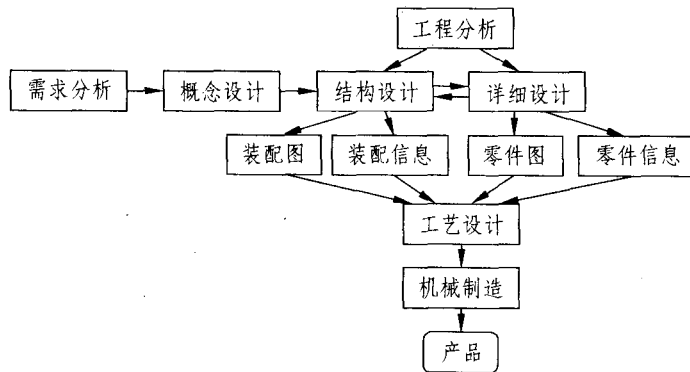 工程分析
需求分析
概念设计
结构设计
详细设计
装配图
装配信息
零件图
零件信息
工艺设计
机械制造
产品